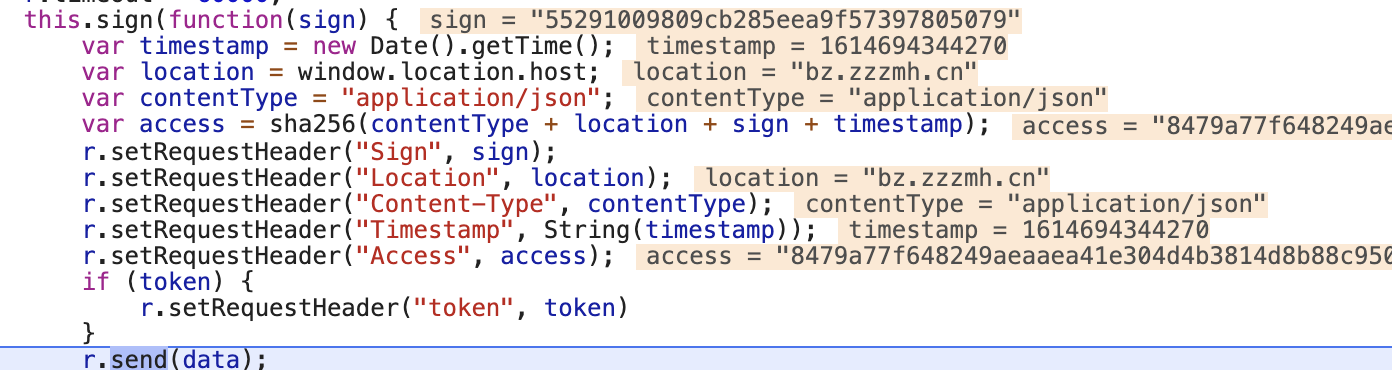 this.sign(function(sign) { sign = "55291009809cb285eea9f57397805079"
var timestamp = new Date().getTime(); timestamp = 1614694344270
var location = window.location.host; location = "bz.zzzmh.cn"
var contentType = "application/json"; contentType = "application/json"
var access = sha256(contentType + location + sign + timestamp); access = "8479a77f648249ae
r.setRequestHeader("Sign", sign);
r.setRequestHeader("Location", location); location = "bz.zzzmh.cn"
r.setRequestHeader("Content-Type", contentType); contentType = "application/json"
r.setRequestHeader("Timestamp", String(timestamp)); timestamp = 1614694344270
r.setRequestHeader("Access", access); access = "8479a77f648249aeaaea41e304d4b3814d8b88c950
if (token) {
r.setRequestHeader("token", token)
}
r.send(data);